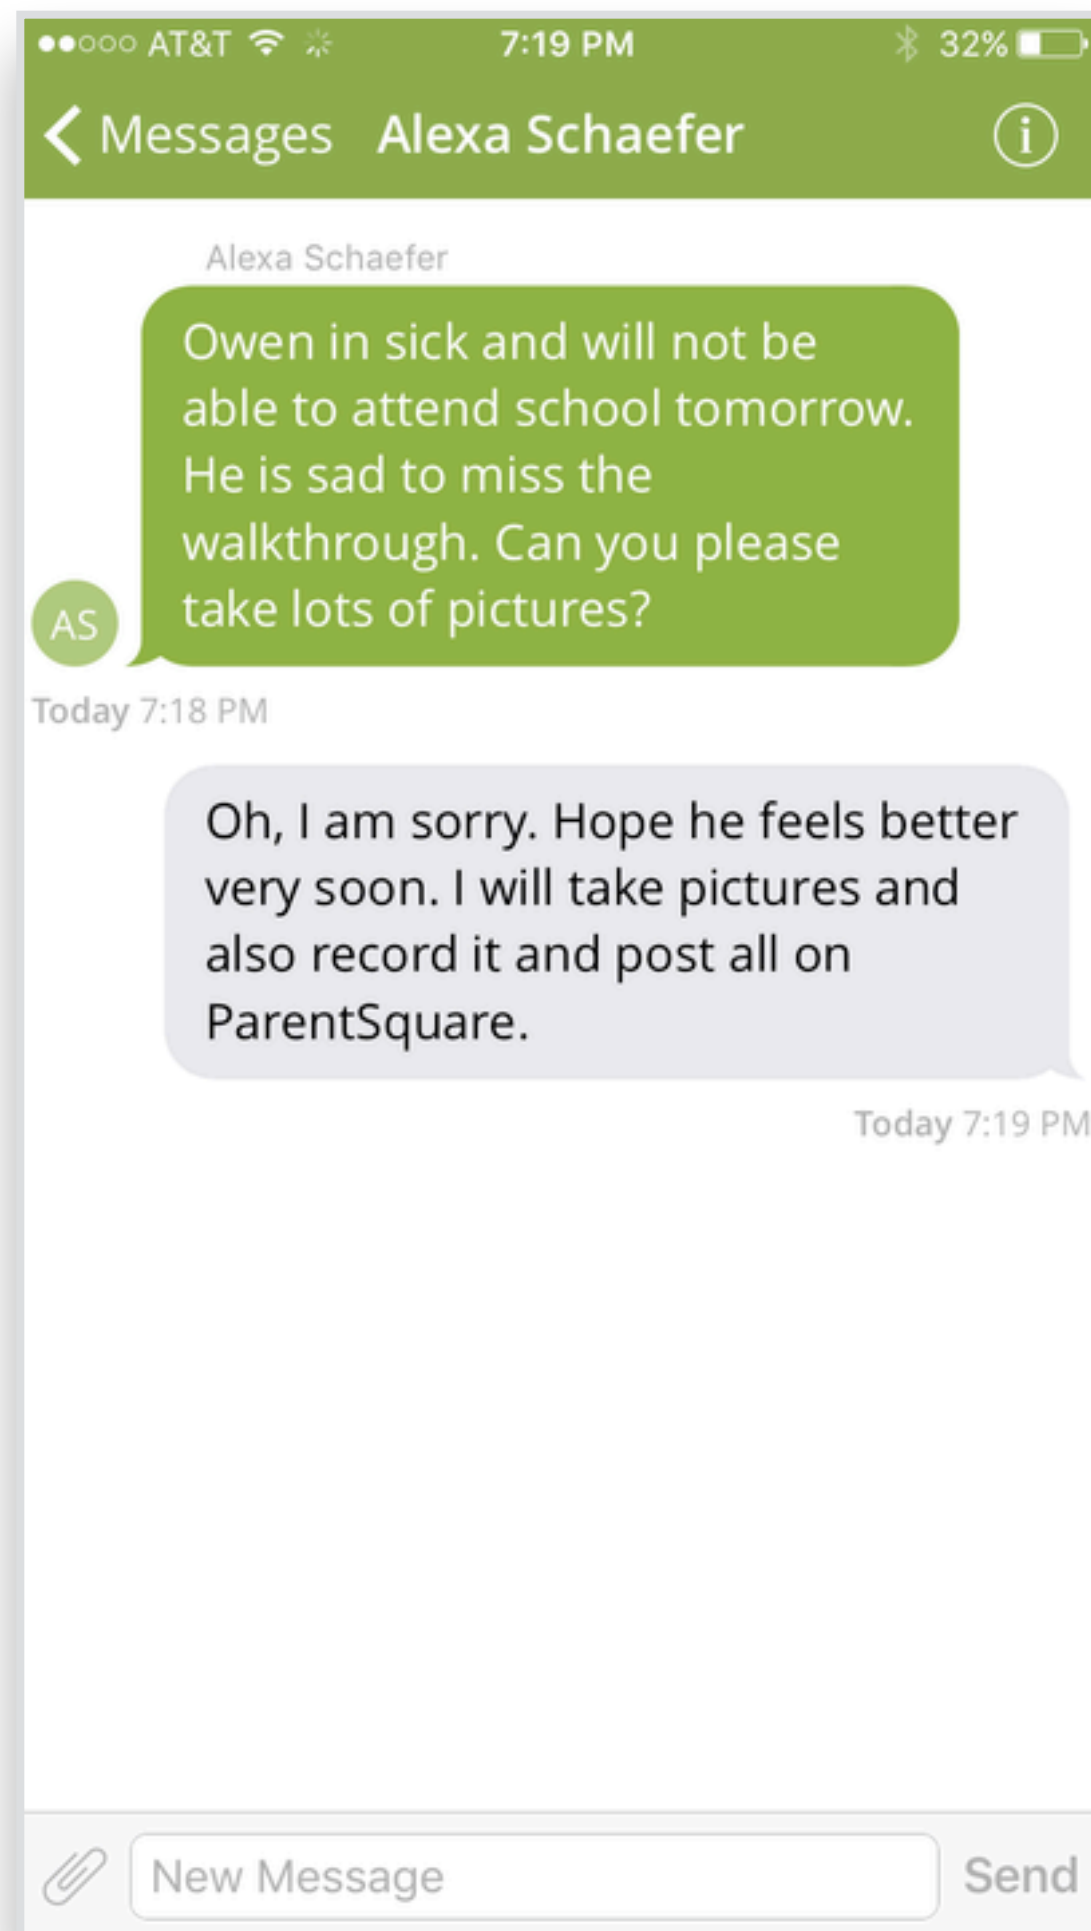 AT&T 7:19 PM 32%
Messages Alexa Schaefer i
Alexa Schaefer
Owen in sick and will not be
able to attend school tomorrow.
He is sad to miss the
walkthrough. Can you please
take lots of pictures?
AS
Today 7:18 PM
Oh, I am sorry. Hope he feels better
very soon. I will take pictures and
also record it and post all on
ParentSquare.
Today 7:19 PM
New Message Send